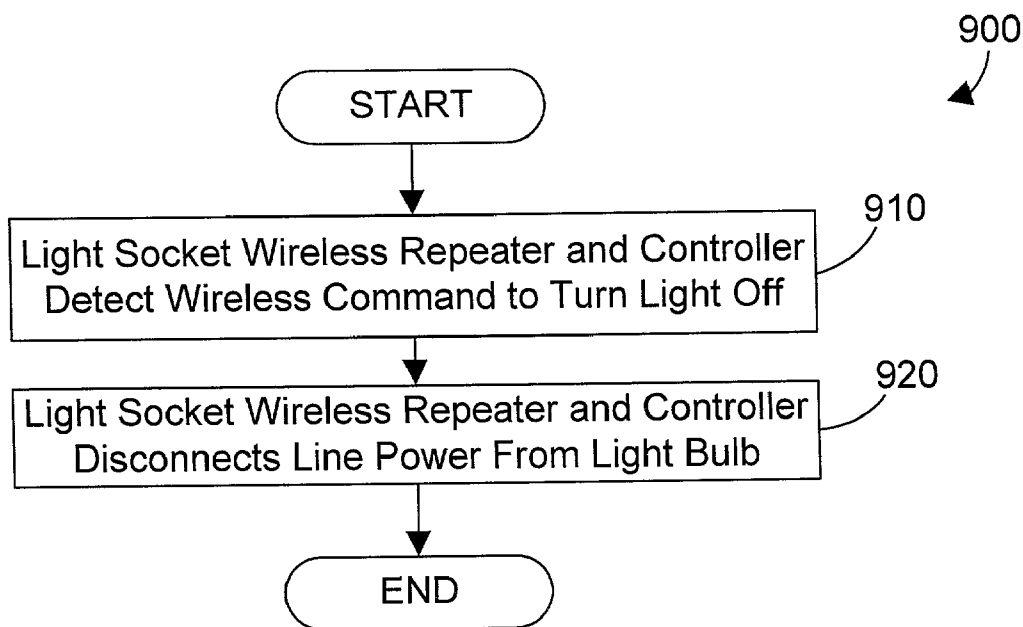 900
START
910
Light Socket Wireless Repeater and Controller
Detect Wireless Command to Turn Light Off
920
Light Socket Wireless Repeater and Controller
Disconnects Line Power From Light Bulb
END